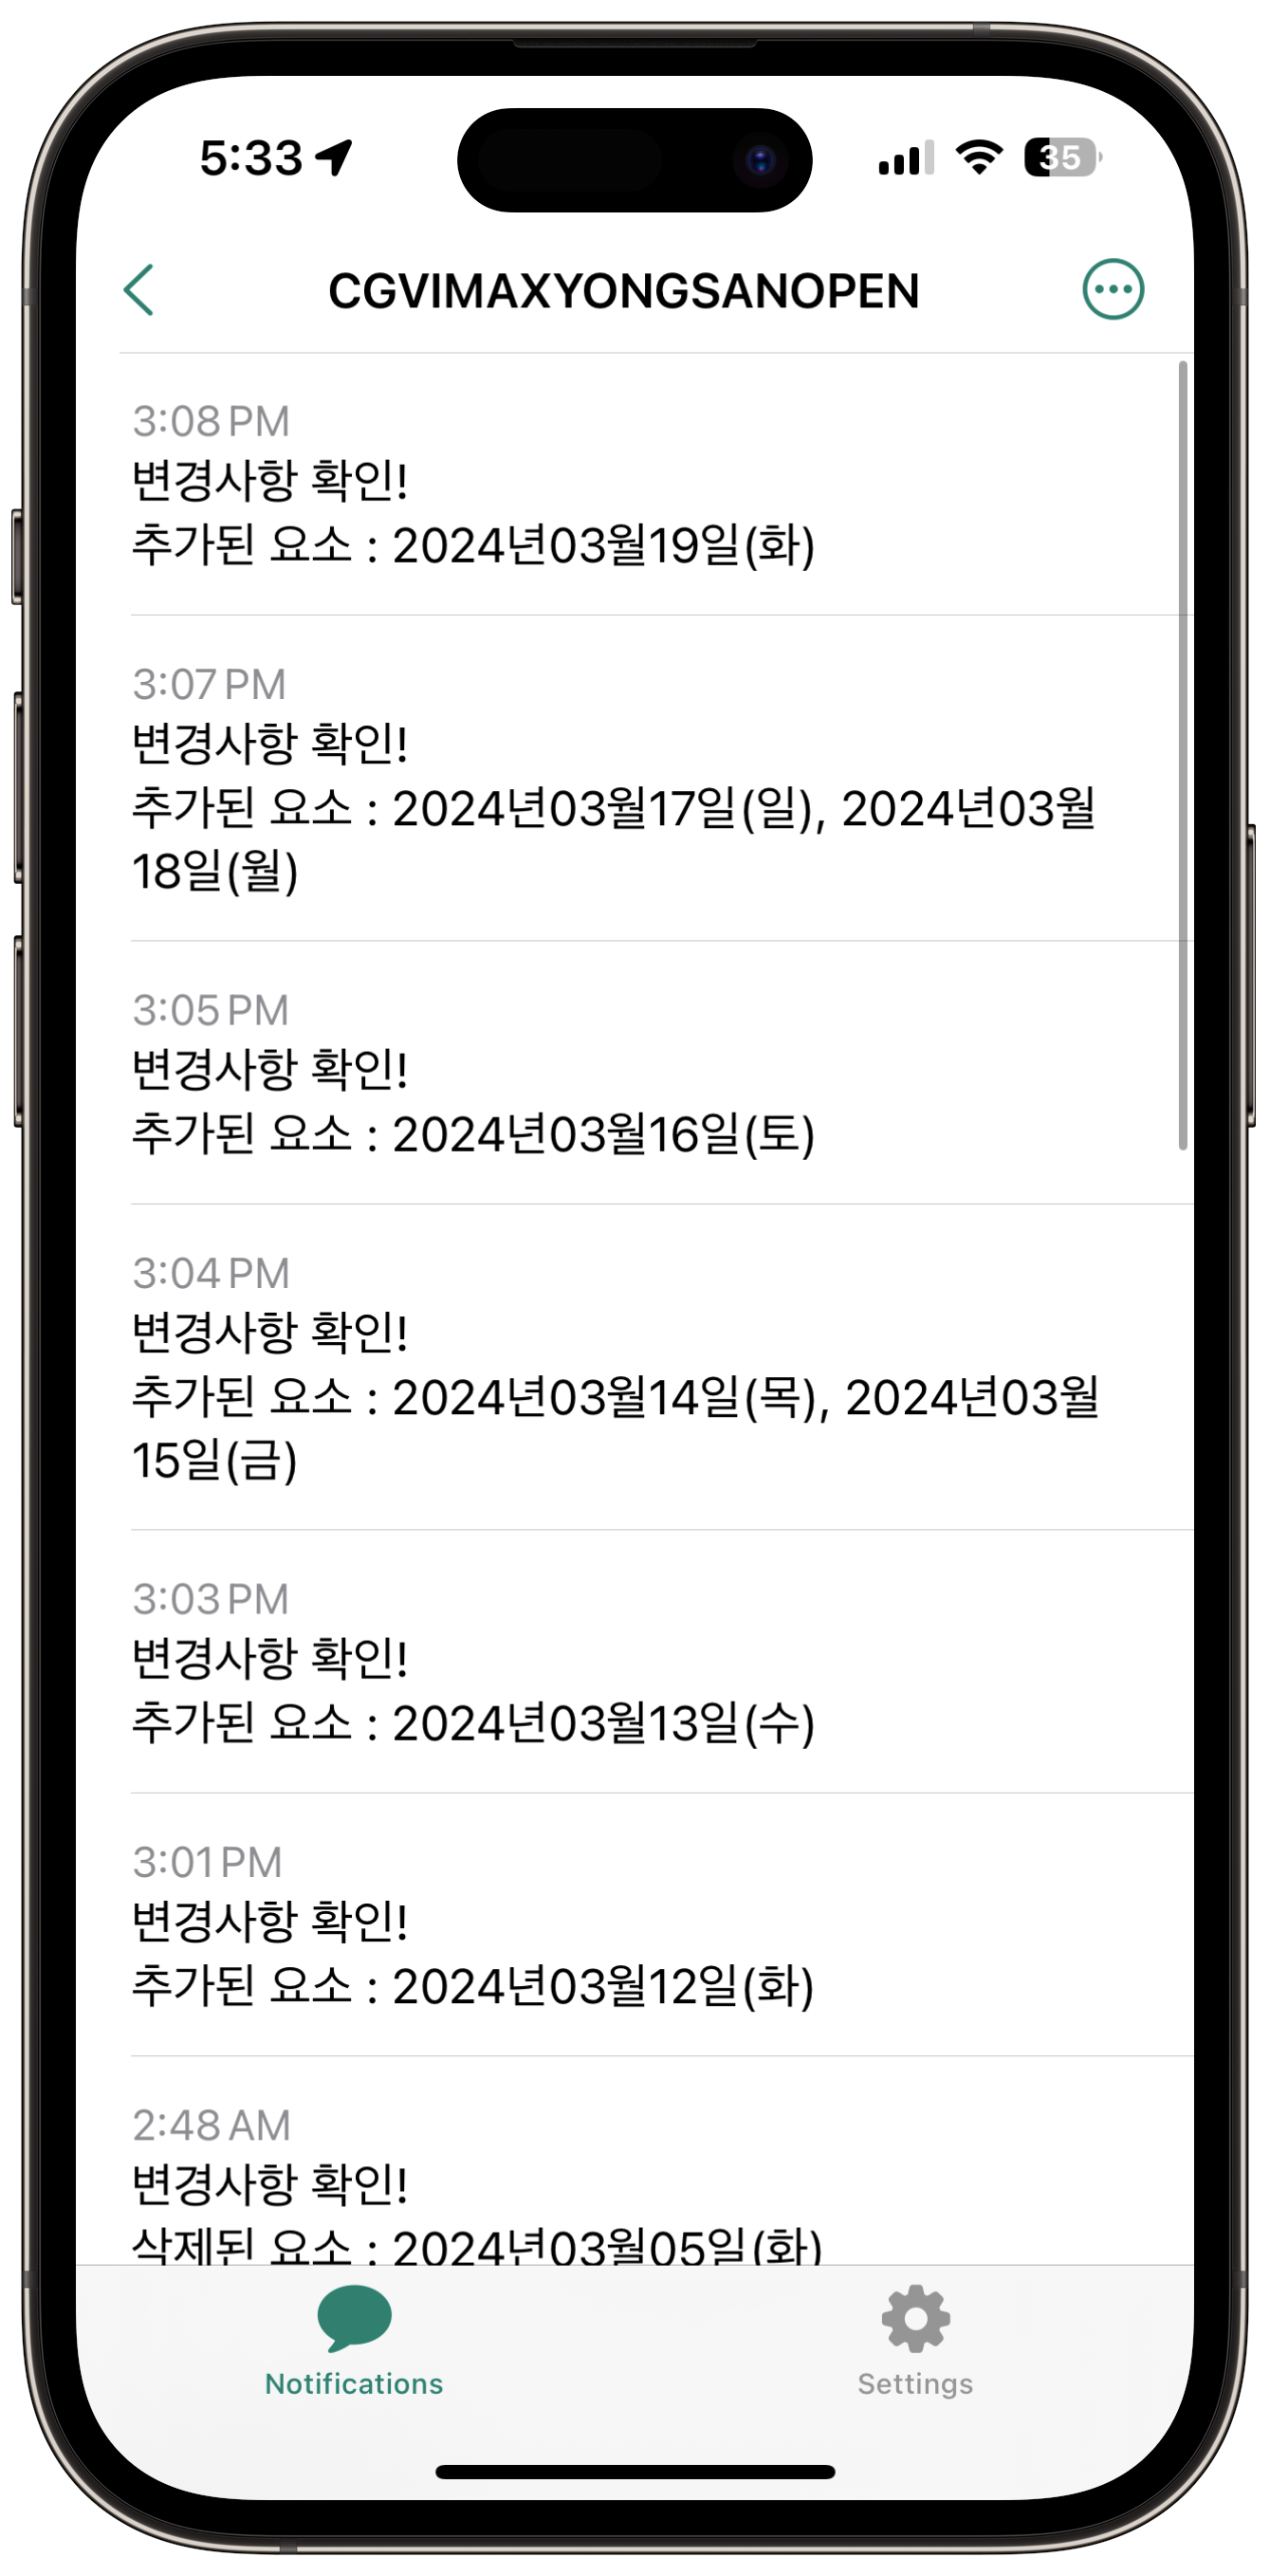 5:33
35
CGVIMAXYONGSANOPEN
3:08 PM
변경사항 확인!
추가된 요소 : 2024년03월19일(화)
3:07 PM
변경사항 확인!
추가된 요소 : 2024년03월17일(일), 2024년03월
18일(월)
3:05 PM
변경사항 확인!
추가된 요소 : 2024년03월16일(토)
3:04 PM
변경사항 확인!
추가된 요소 : 2024년03월14일(목), 2024년03월
15일(금)
3:03 PM
변경사항 확인!
추가된 요소 : 2024년03월13일(수)
3:01 PM
변경사항 확인!
추가된 요소 : 2024년03월12일(화)
2:48 AM
변경사항 확인!
삭제된 요소 : 2024년03월05일(화)
Notifications
Settings